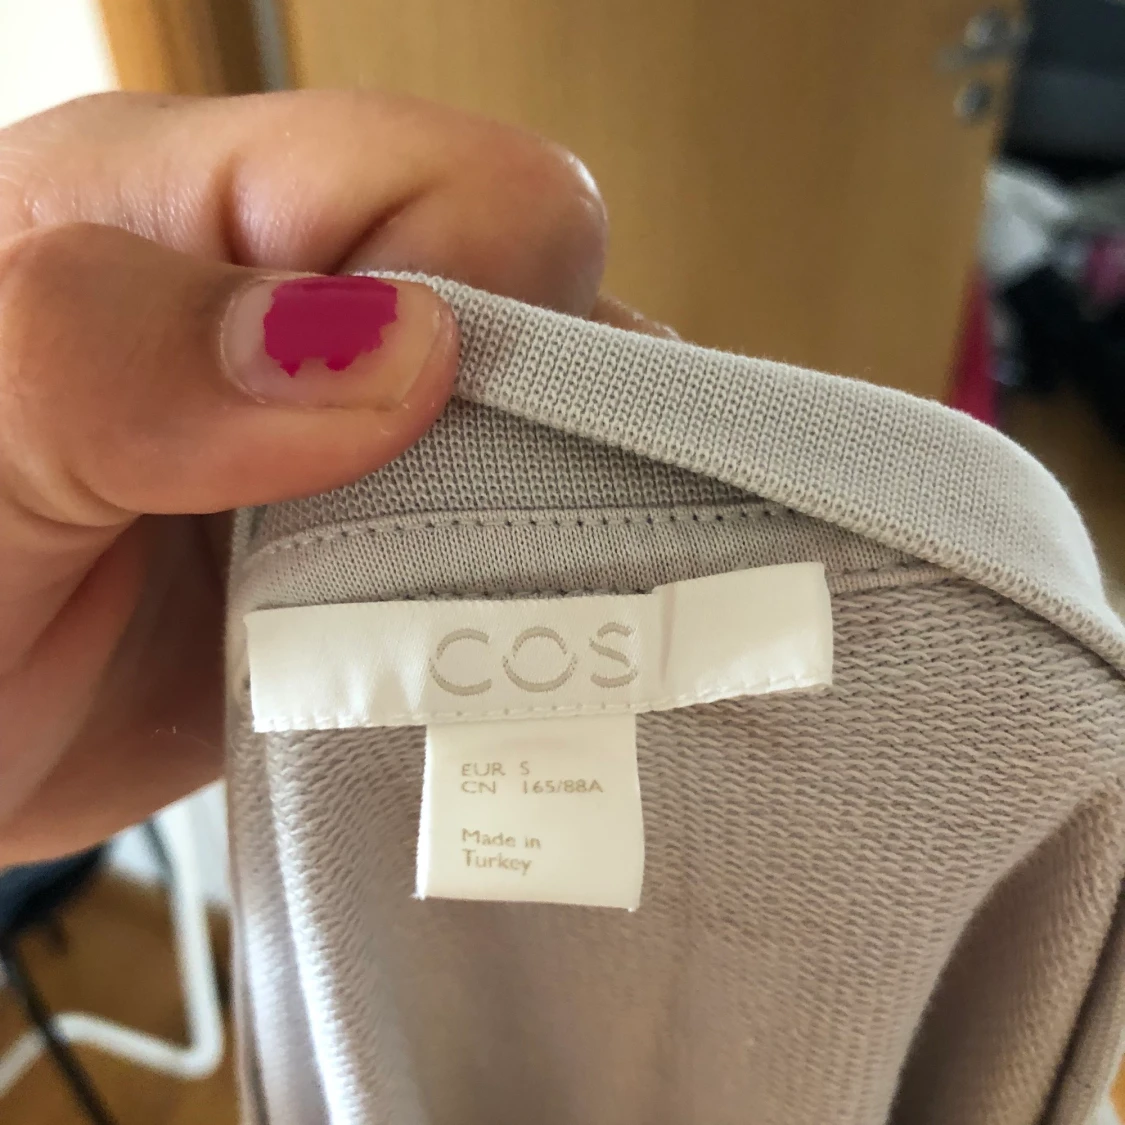 COS
EUR S
CN 165/88A
Made in
Turkey